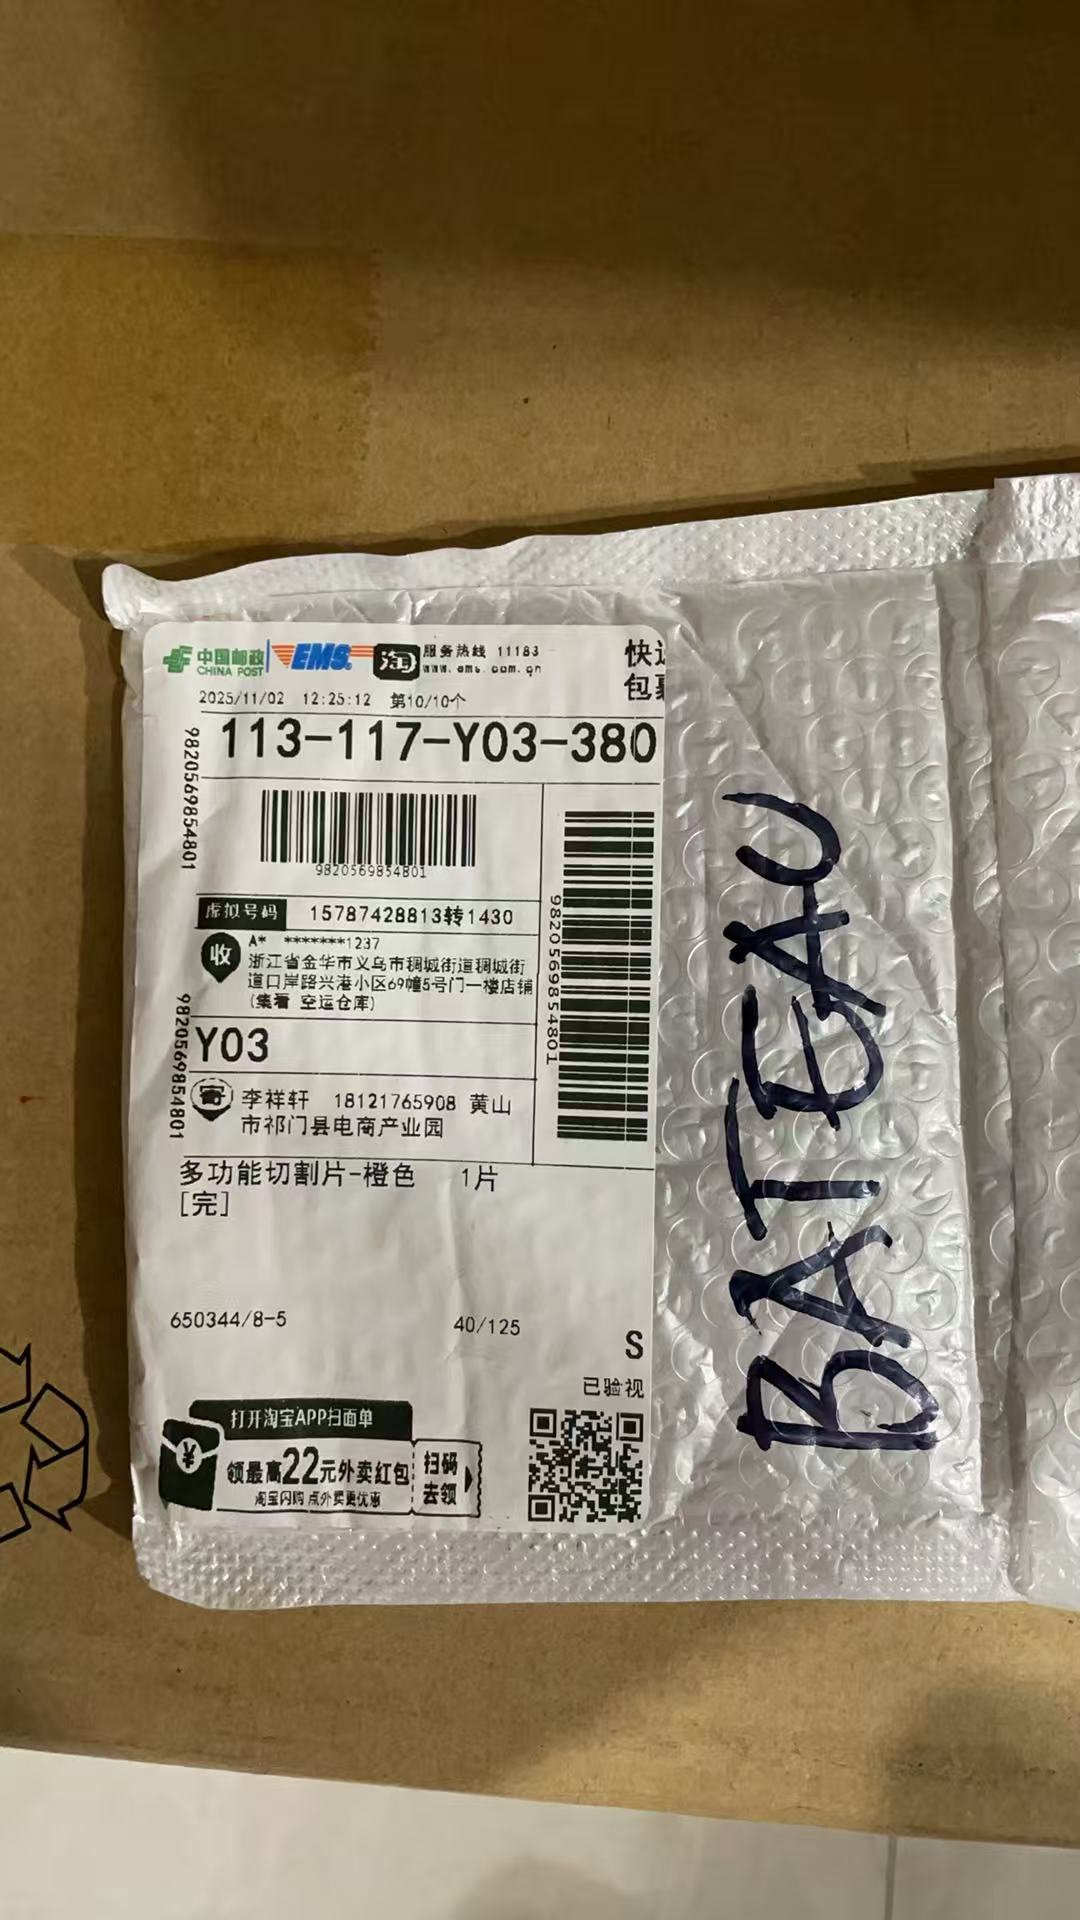 中国邮政
CHINA POST
EMS
淘
服务热线 11183
www.ems.com.cn
快
包
2025/11/02 12:25:12 第10/10个
113-117-Y03-380
9820569854801
9820569854801
9820569854801
9820569854801
虚拟号码 15787428813转1430
收
A* *******1237
浙江省金华市义乌市稠城街道稠城街
道口岸路兴港小区69幢5号门一楼店铺
(集看 空运仓库)
Y03
寄
李祥轩 18121765908 黄山
市祁门县电商产业园
多功能切割片-橙色 1片
[完]
650344/8-5 40/125
S
已验视
打开淘宝APP扫面单
¥
领最高22元外卖红包
淘宝闪购 点外卖更优惠
扫码
去领
BATEAU